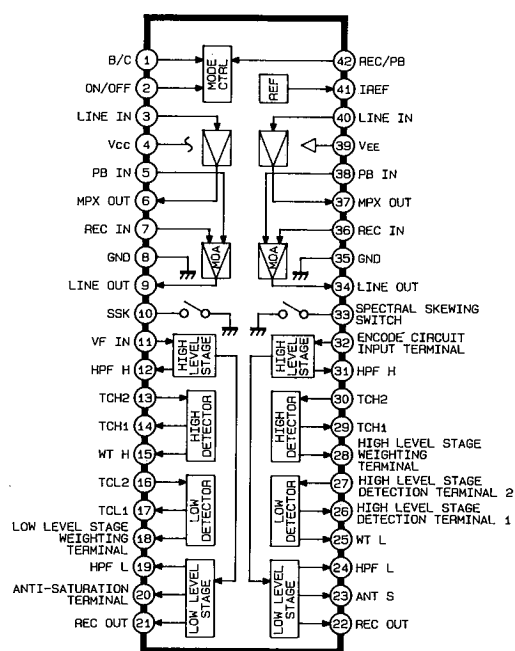 B/C 1
ON/OFF 2
LINE IN 3
Vcc 4
PB IN 5
MPX OUT 6
REC IN 7
GND 8
LINE OUT 9
SSK 10
VF IN 11
HPF H 12
TCH2 13
TCH1 14
WT H 15
TCL2 16
TCL1 17
LOW LEVEL STAGE
WEIGHTING
TERMINAL 18
HPF L 19
ANTI-SATURATION
TERMINAL 20
REC OUT 21
MODE
CTRL
REF
MOA
MOA
HIGH
LEVEL
STAGE
HIGH
LEVEL
STAGE
HIGH
DETECTOR
HIGH
DETECTOR
LOW
DETECTOR
LOW
DETECTOR
LOW LEVEL
STAGE
LOW LEVEL
STAGE
42 REC/PB
41 IREF
40 LINE IN
39 VEE
38 PB IN
37 MPX OUT
36 REC IN
35 GND
34 LINE OUT
33 SPECTRAL SKEWING
SWITCH
32 ENCODE CIRCUIT
INPUT TERMINAL
31 HPF H
30 TCH2
29 TCH1
28 HIGH LEVEL STAGE
WEIGHTING
TERMINAL
27 HIGH LEVEL STAGE
DETECTION TERMINAL 2
26 HIGH LEVEL STAGE
DETECTION TERMINAL 1
25 WT L
24 HPF L
23 ANT S
22 REC OUT